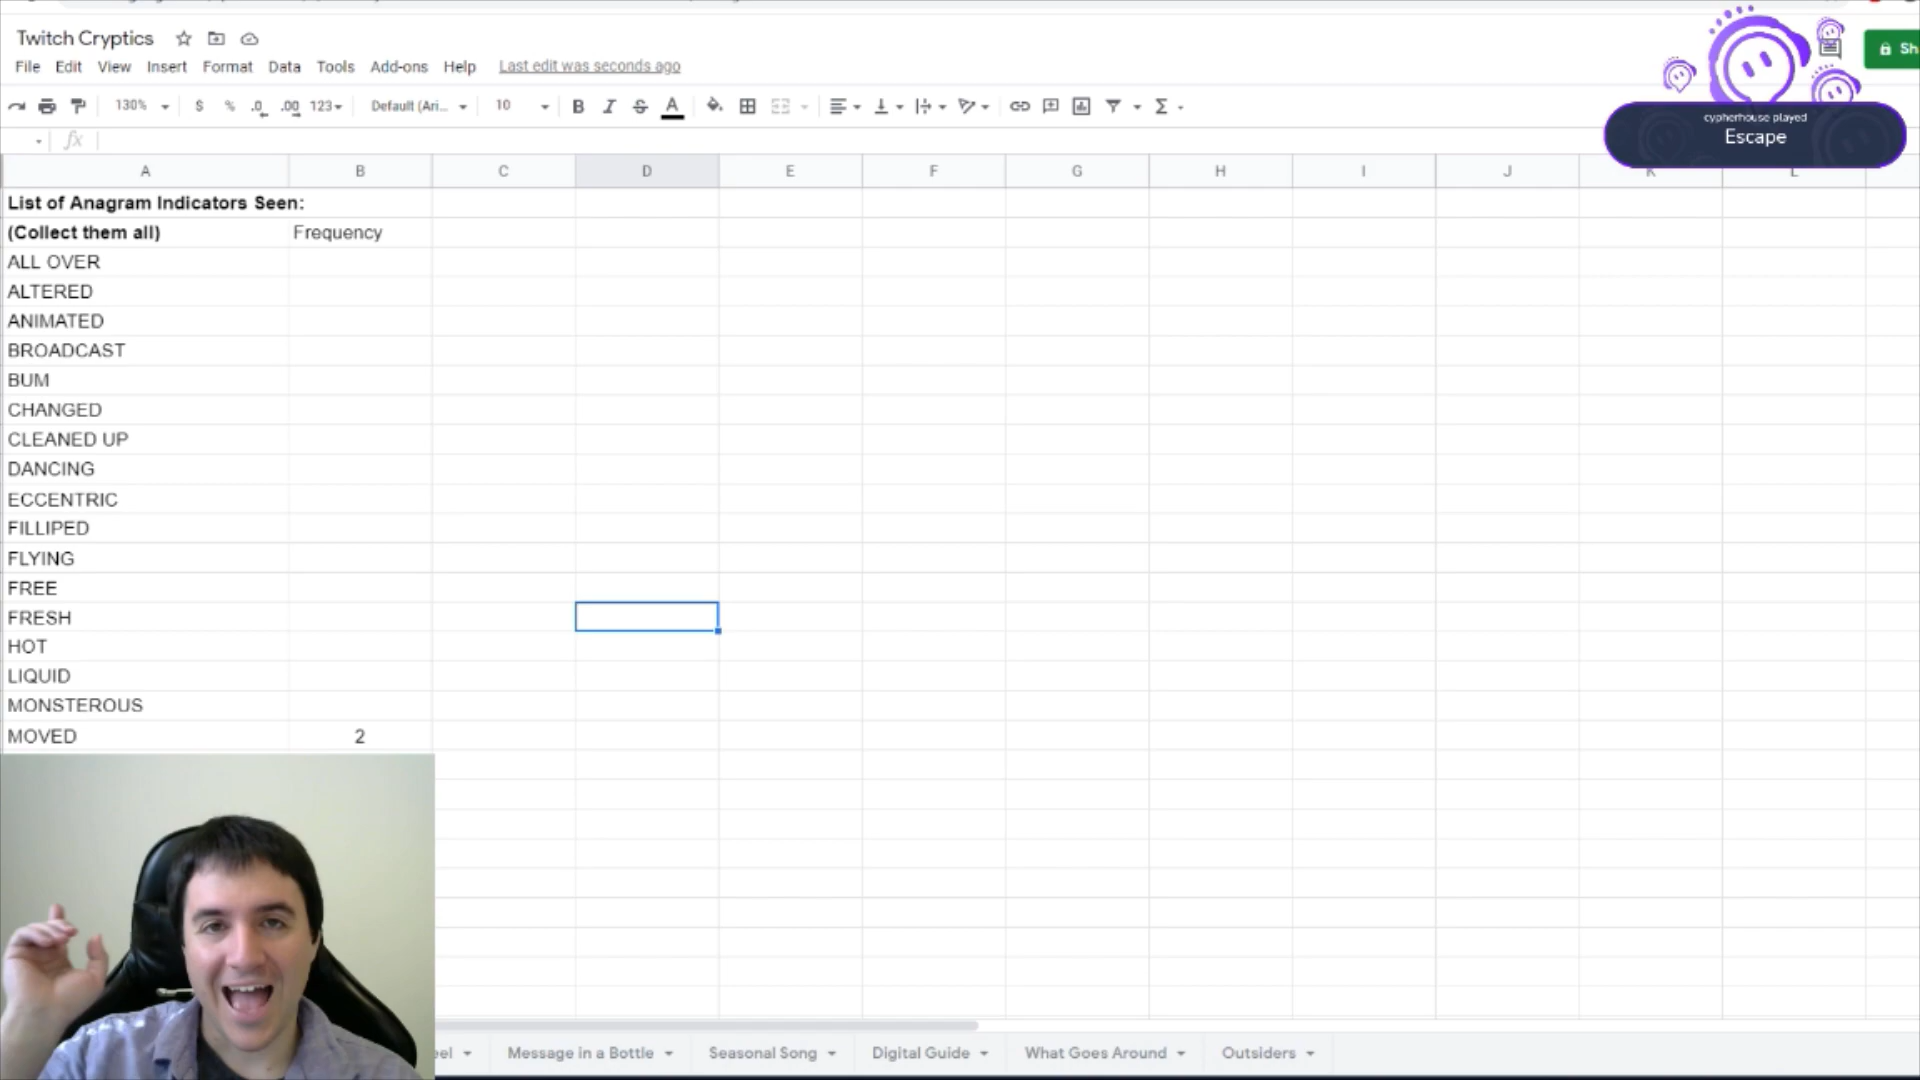 Twitch Cryptics
File Edit View Insert Format Data Tools Add-ons Help Last edit was seconds ago
130% $ % .0 .00 123 Default (Ari... 10 B I S A Σ
fx
Sh
cypherhouse played
Escape
A B C D E F G H I J K L
List of Anagram Indicators Seen:
(Collect them all) Frequency
ALL OVER
ALTERED
ANIMATED
BROADCAST
BUM
CHANGED
CLEANED UP
DANCING
ECCENTRIC
FILLIPED
FLYING
FREE
FRESH
HOT
LIQUID
MONSTEROUS
MOVED 2
el Message in a Bottle Seasonal Song Digital Guide What Goes Around Outsiders